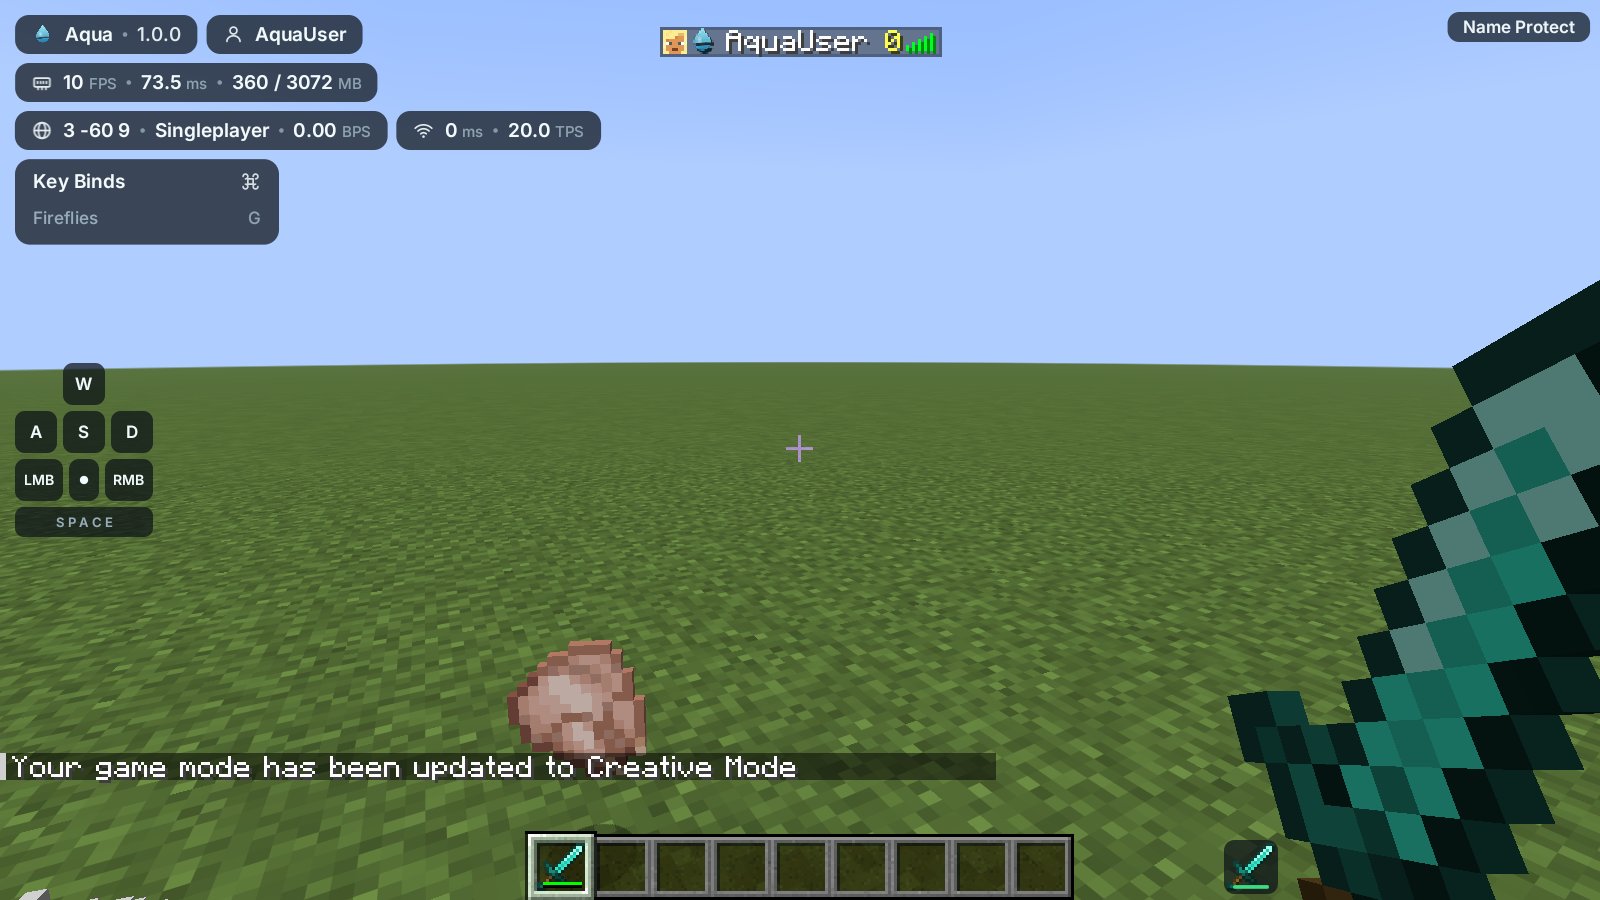 Aqua • 1.0.0
AquaUser
AquaUser 0
Name Protect
10 FPS • 73.5 ms • 360 / 3072 MB
3 -60 9 • Singleplayer • 0.00 BPS
0 ms • 20.0 TPS
Key Binds
Fireflies G
W
A S D
LMB RMB
SPACE
Your game mode has been updated to Creative Mode